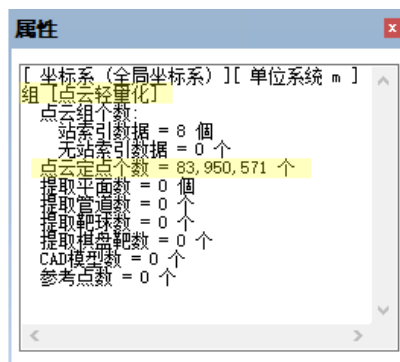 属性
[ 坐标系 (全局坐标系) ][ 单位系统 m ]
组 [点云轻量化]
点云组个数:
站索引数据 = 8 個
无站索引数据 = 0 个
点云定点个数 = 83,950,571 个
提取平面数 = 0 個
提取管道数 = 0 个
提取靶球数 = 0 个
提取棋盘靶数 = 0 个
CAD模型数 = 0 个
参考点数 = 0 个